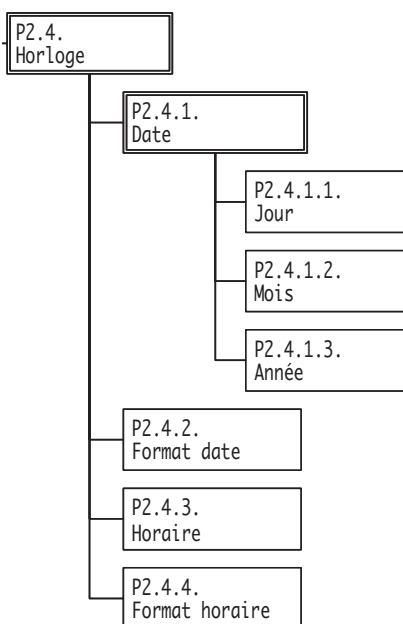 P2.4.
Horloge
P2.4.1.
Date
P2.4.1.1.
Jour
P2.4.1.2.
Mois
P2.4.1.3.
Année
P2.4.2.
Format date
P2.4.3.
Horaire
P2.4.4.
Format horaire